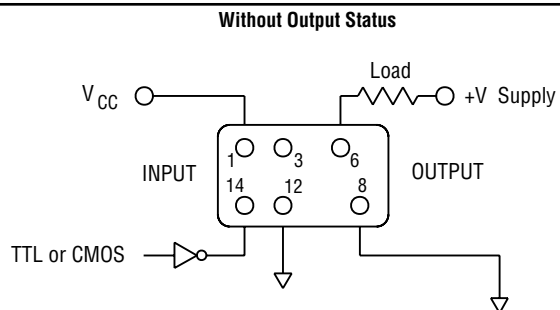 Without Output Status
Load
V CC
+V Supply
1 3 6
INPUT
OUTPUT
14 12 8
TTL or CMOS